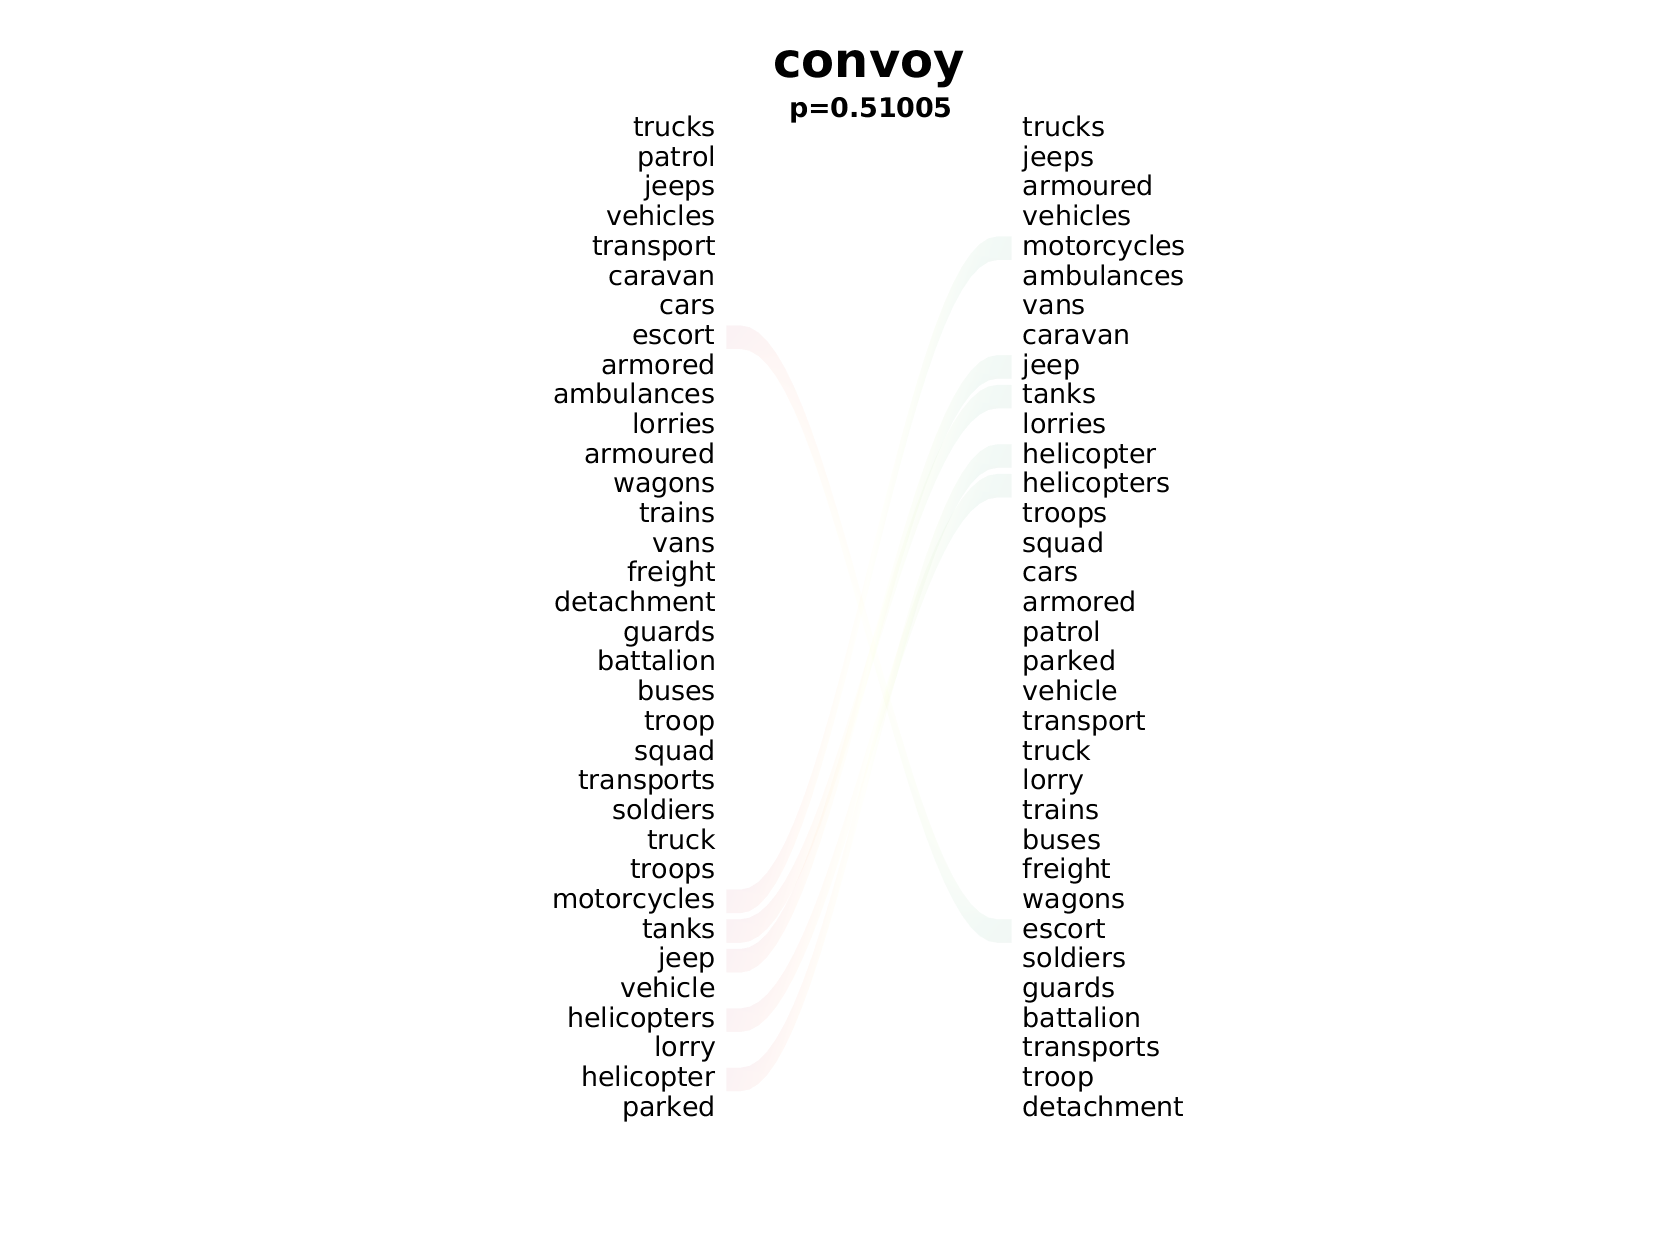 convoy
p=0.51005
trucks
patrol
jeeps
vehicles
transport
caravan
cars
escort
armored
ambulances
lorries
armoured
wagons
trains
vans
freight
detachment
guards
battalion
buses
troop
squad
transports
soldiers
truck
troops
motorcycles
tanks
jeep
vehicle
helicopters
lorry
helicopter
parked
trucks
jeeps
armoured
vehicles
motorcycles
ambulances
vans
caravan
jeep
tanks
lorries
helicopter
helicopters
troops
squad
cars
armored
patrol
parked
vehicle
transport
truck
lorry
trains
buses
freight
wagons
escort
soldiers
guards
battalion
transports
troop
detachment